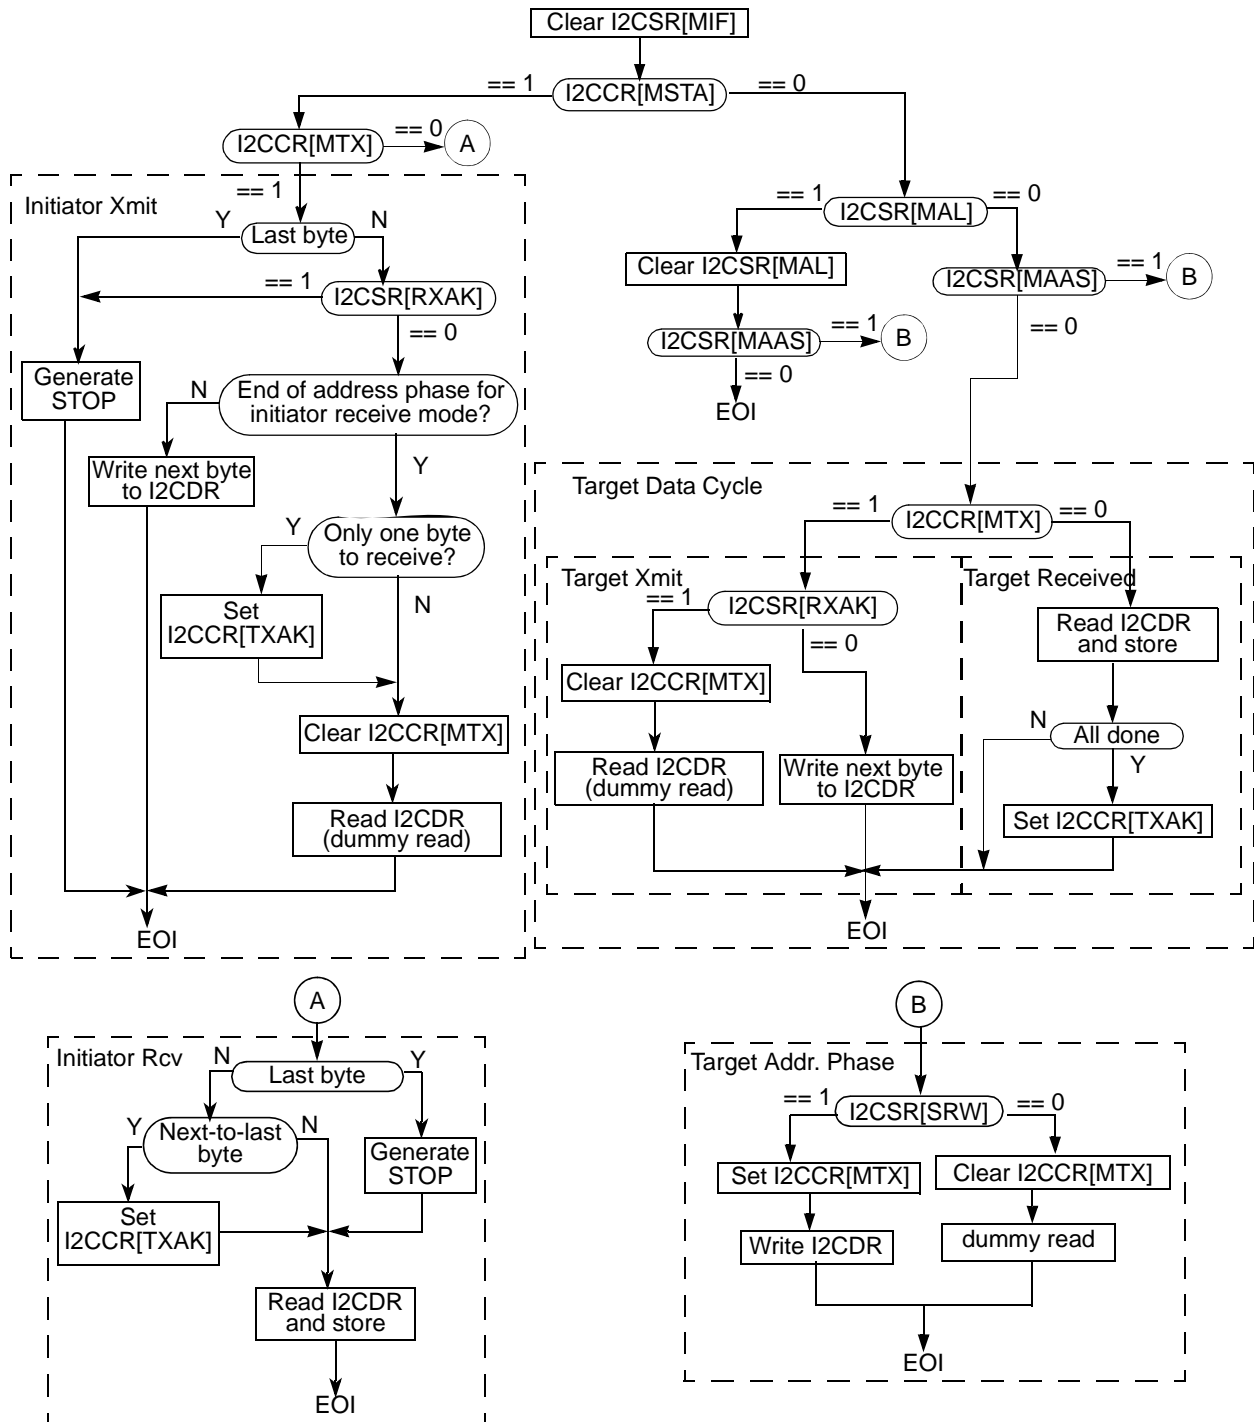 Clear I2CSR[MIF]
== 1
I2CCR[MSTA]
== 0
I2CCR[MTX]
== 0
A
== 1
Initiator Xmit
Y
Last byte
N
== 1
I2CSR[RXAK]
== 0
Generate
STOP
N
End of address phase for
initiator receive mode?
Write next byte
to I2CDR
Y
Y
Only one byte
to receive?
N
Set
I2CCR[TXAK]
Clear I2CCR[MTX]
Read I2CDR
(dummy read)
EOI
== 1
I2CSR[MAL]
== 0
Clear I2CSR[MAL]
I2CSR[MAAS]
== 1
B
== 0
I2CSR[MAAS]
== 1
B
== 0
EOI
Target Data Cycle
== 1
I2CCR[MTX]
== 0
Target Xmit
== 1
I2CSR[RXAK]
== 0
Clear I2CCR[MTX]
Read I2CDR
(dummy read)
Write next byte
to I2CDR
Target Received
Read I2CDR
and store
N
All done
Y
Set I2CCR[TXAK]
EOI
A
Initiator Rcv
N
Last byte
Y
Y
Next-to-last
byte
N
Generate
STOP
Set
I2CCR[TXAK]
Read I2CDR
and store
EOI
B
Target Addr. Phase
== 1
I2CSR[SRW]
== 0
Set I2CCR[MTX]
Clear I2CCR[MTX]
Write I2CDR
dummy read
EOI